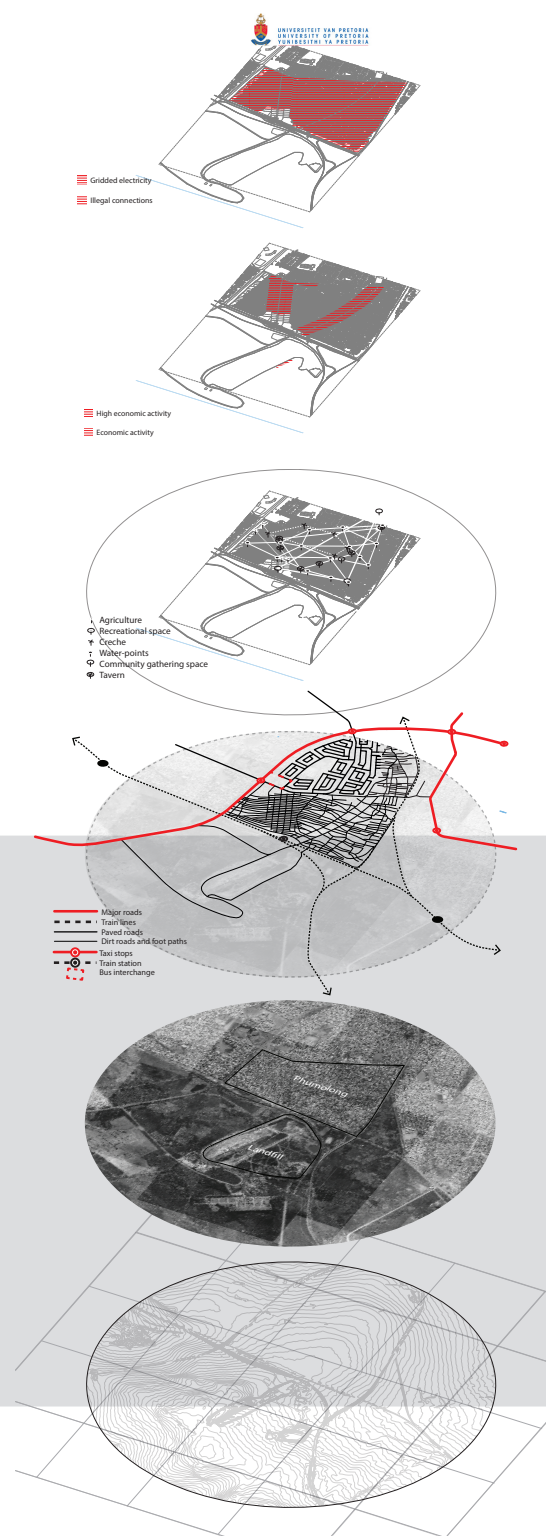 UNIVERSITEIT VAN PRETORIA
UNIVERSITY OF PRETORIA
YUNIBESITHI YA PRETORIA
Gridded electricity
Illegal connections
High economic activity
Economic activity
Agriculture
Recreational space
Creche
Water-points
Community gathering space
Tavern
Major roads
Train lines
Paved roads
Dirt roads and foot paths
Taxi stops
Train station
Bus interchange
Phumolong
Landfill